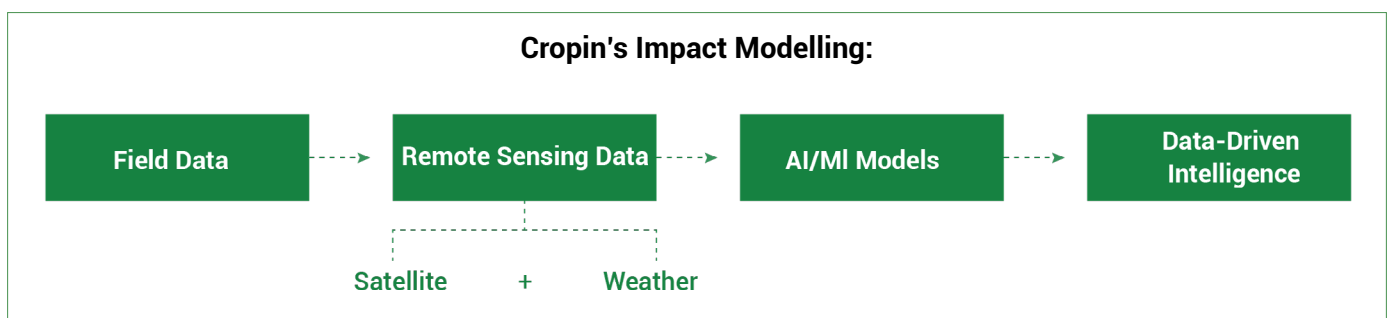 Cropin's Impact Modelling:
Field Data
Remote Sensing Data
AI/Ml Models
Data-Driven
Intelligence
Satellite + Weather